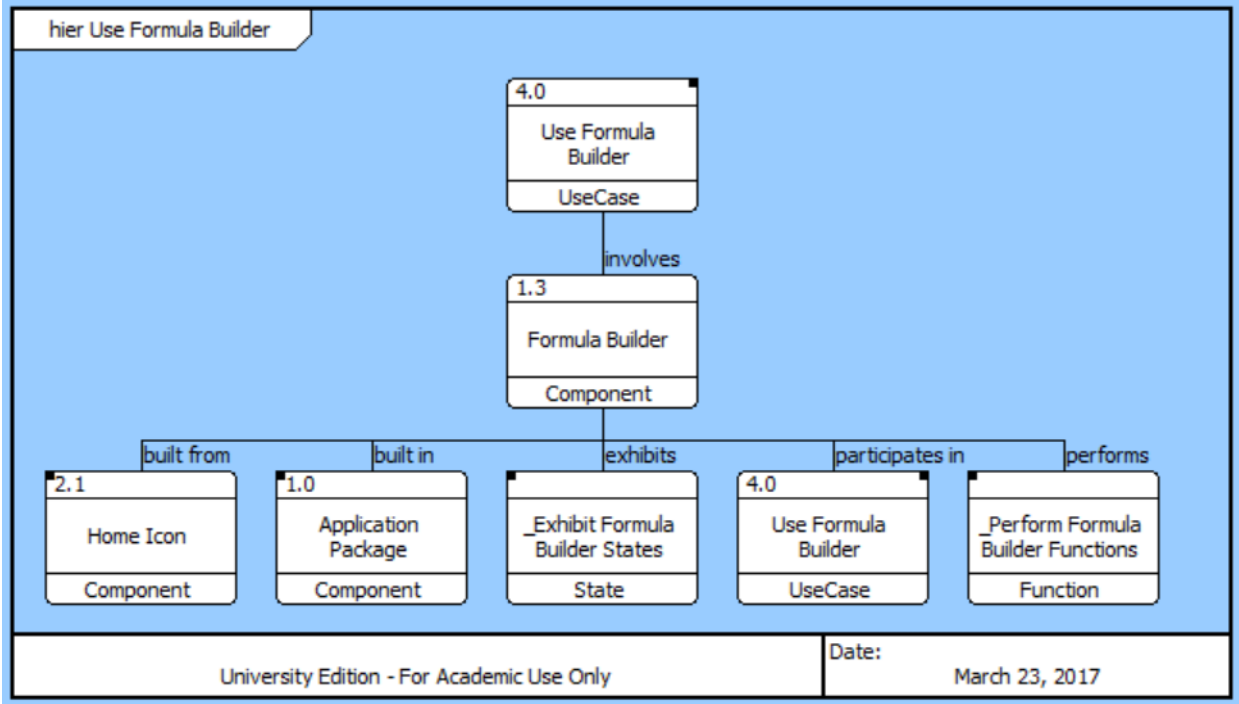 hier Use Formula Builder
4.0
Use Formula
Builder
UseCase
involves
1.3
Formula Builder
Component
built from
built in
exhibits
participates in
performs
2.1
Home Icon
Component
1.0
Application
Package
Component
_Exhibit Formula
Builder States
State
4.0
Use Formula
Builder
UseCase
_Perform Formula
Builder Functions
Function
University Edition - For Academic Use Only
Date:
March 23, 2017